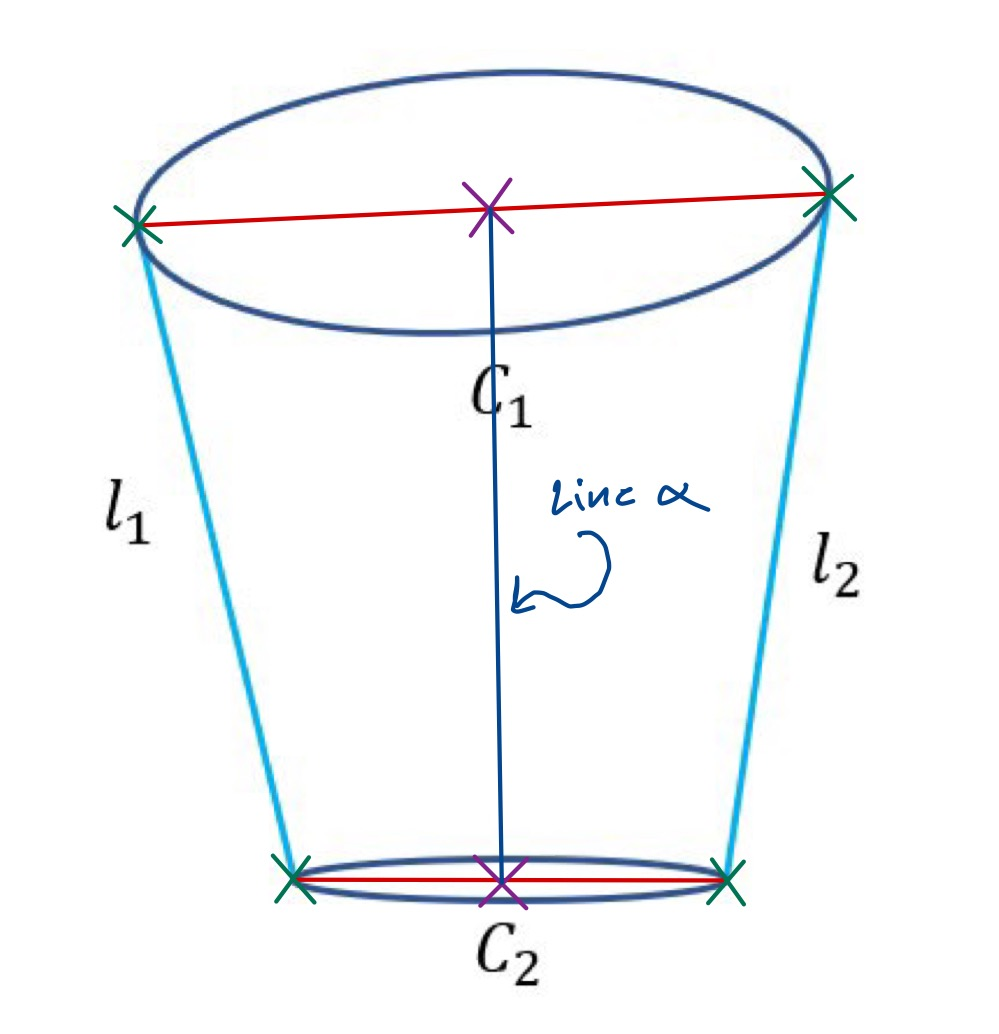 C₁
l₁
Line α
l₂
C₂